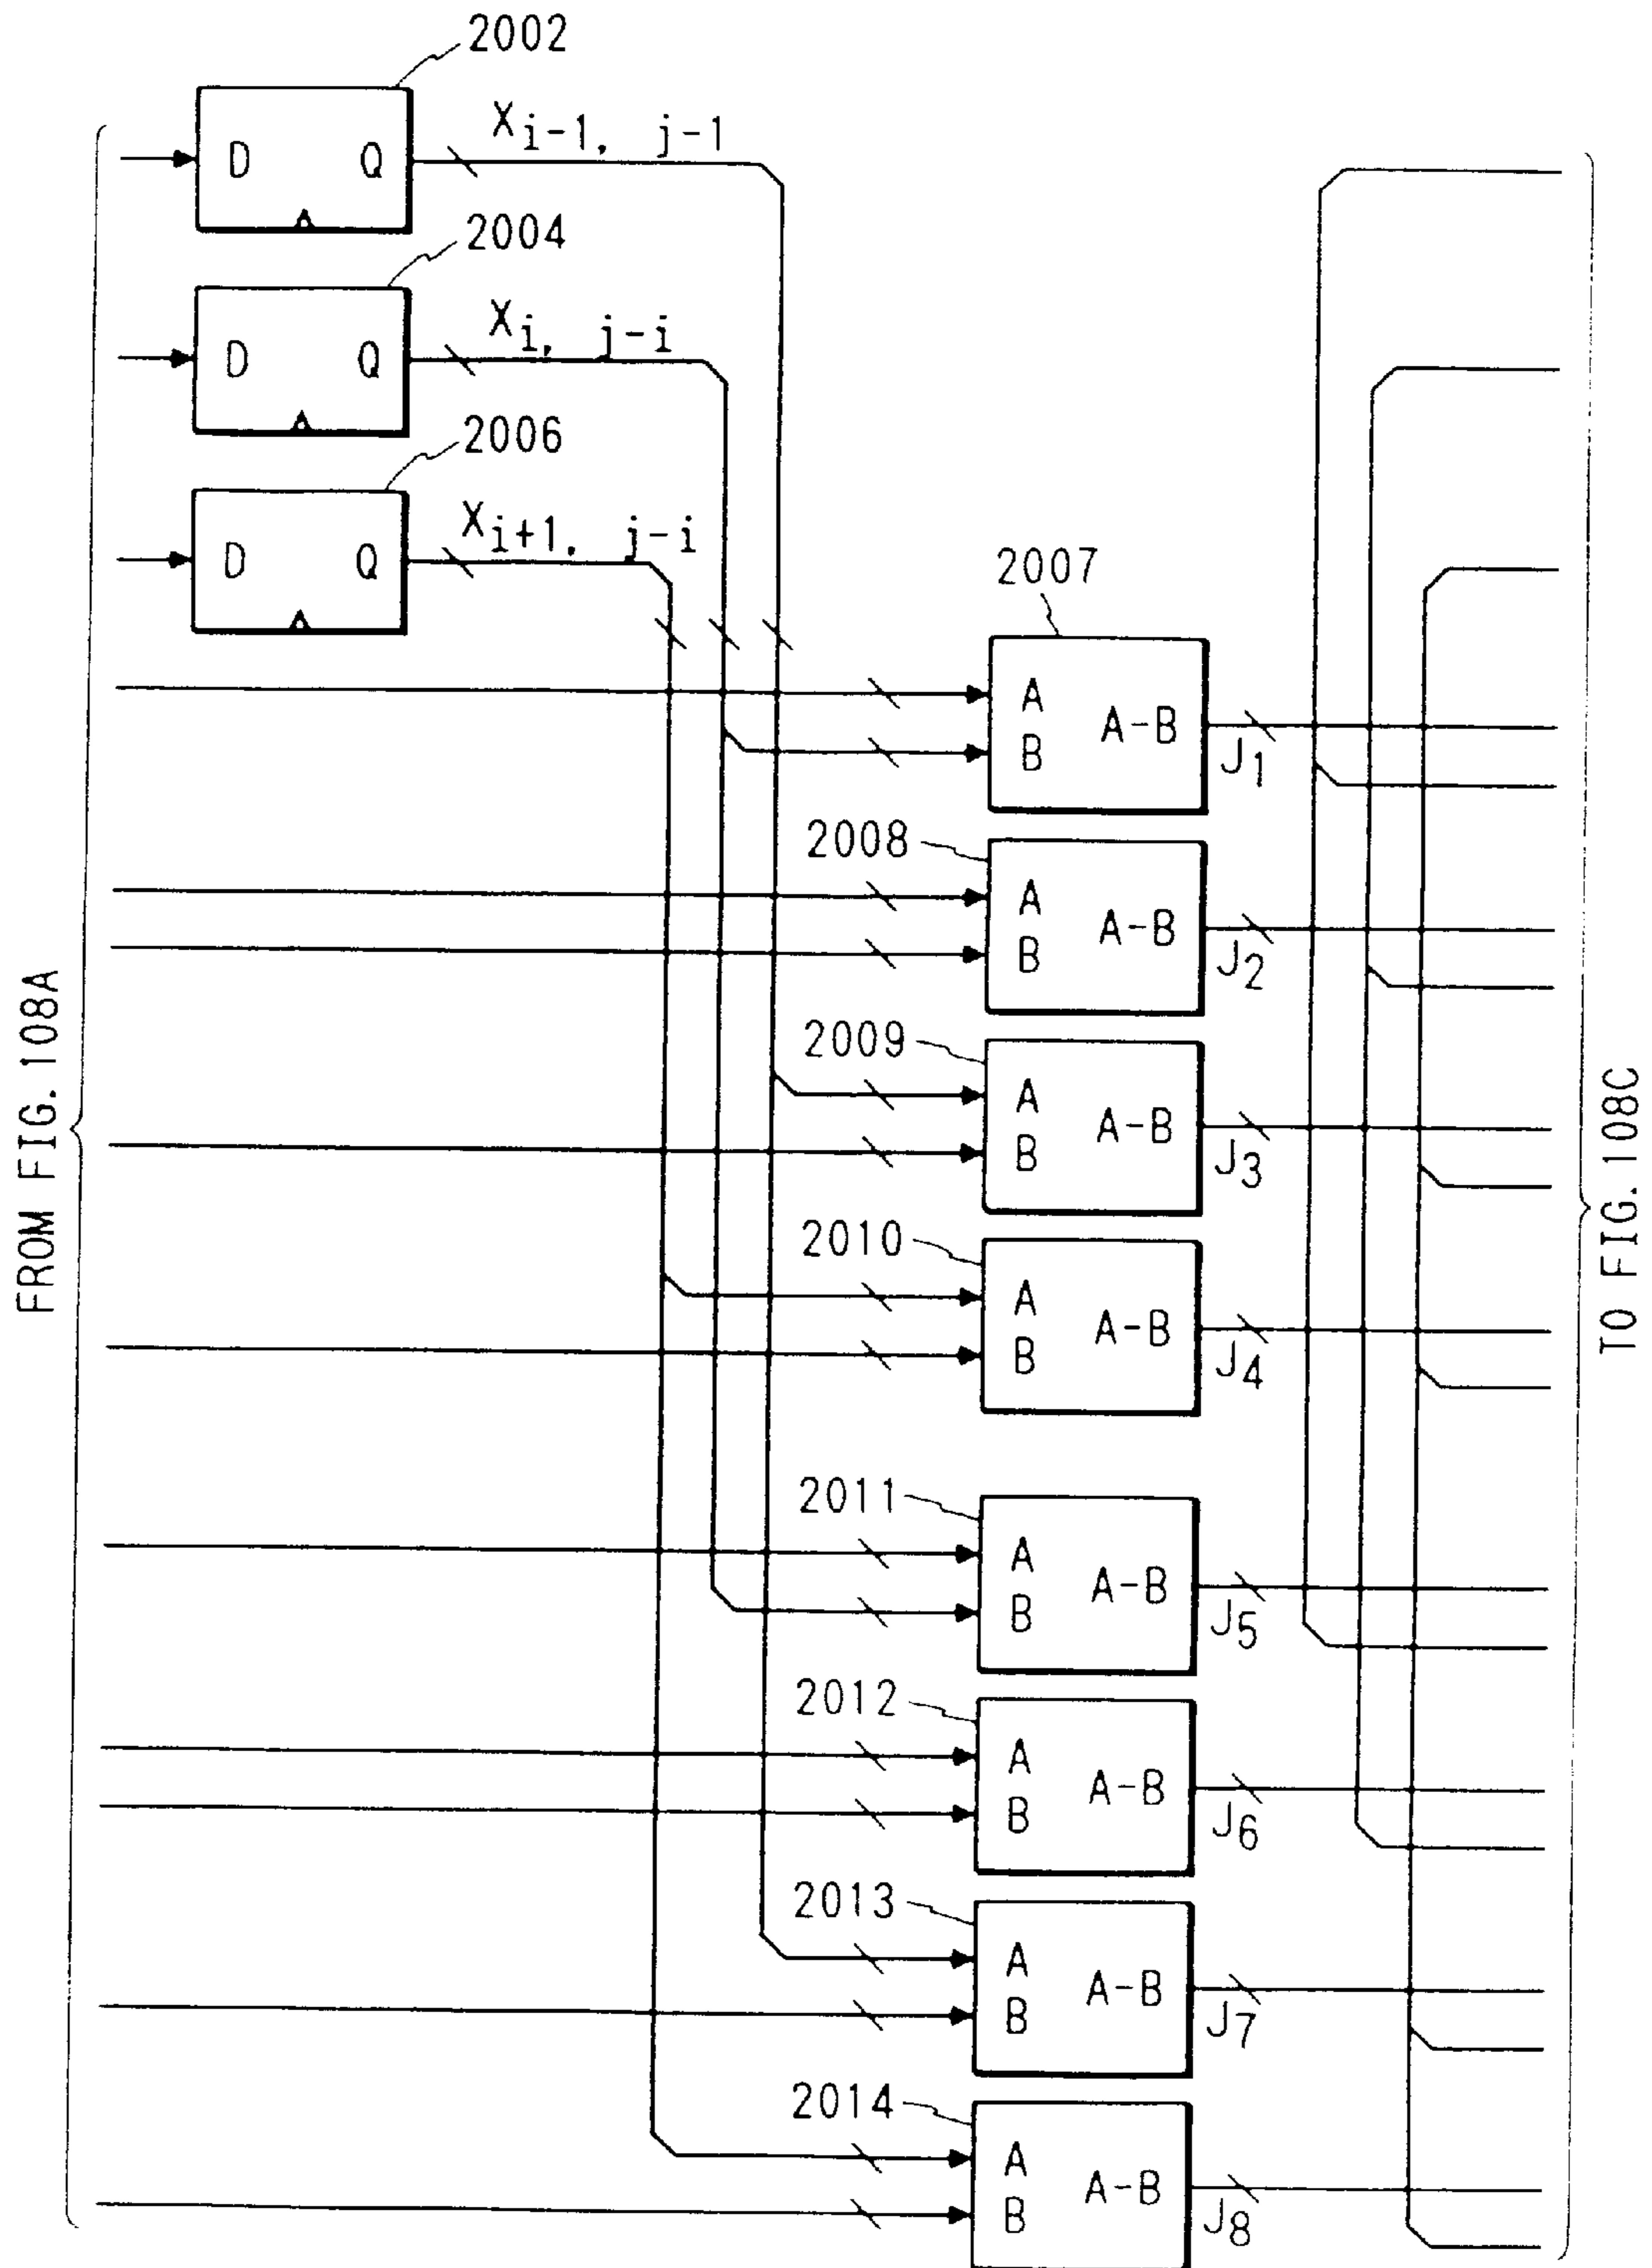 2002
D Q
X i-1, j-1
2004
D Q
X i, j-i
2006
D Q
X i+1, j-i
2007
A
B
A-B
J1
2008
A
B
A-B
J2
2009
A
B
A-B
J3
2010
A
B
A-B
J4
2011
A
B
A-B
J5
2012
A
B
A-B
J6
2013
A
B
A-B
J7
2014
A
B
A-B
J8
FROM FIG. 108A
TO FIG. 108C